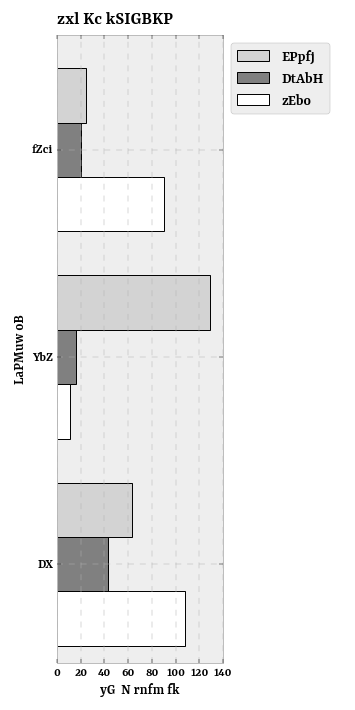 zxl Kc kSIGBKP
EPpfj
DtAbH
zEbo
fZci
YbZ
DX
LaPMuw oB
0 20 40 60 80 100 120 140
yG N rnfm fk